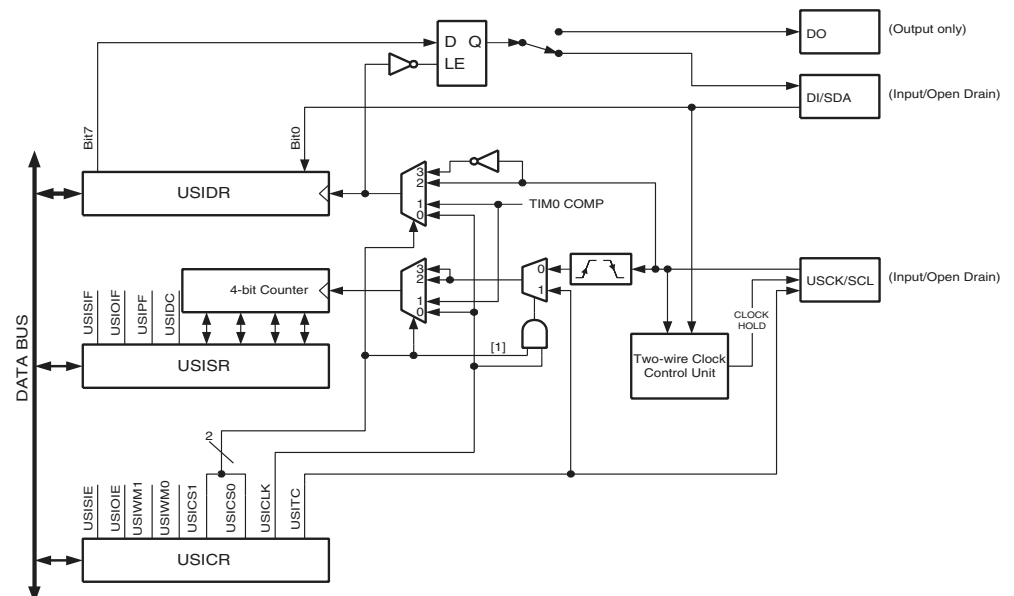 D Q
LE
DO
(Output only)
DI/SDA
(Input/Open Drain)
Bit7
Bit0
USIDR
3
2
1
0
TIM0 COMP
4-bit Counter
3
2
1
0
0
1
USCK/SCL
(Input/Open Drain)
CLOCK
HOLD
USISIF
USIOIF
USIPF
USIDC
[1]
Two-wire Clock
Control Unit
USISR
DATA BUS
2
USISIE
USIOIE
USIWM1
USIWM0
USICS1
USICS0
USICLK
USITC
USICR